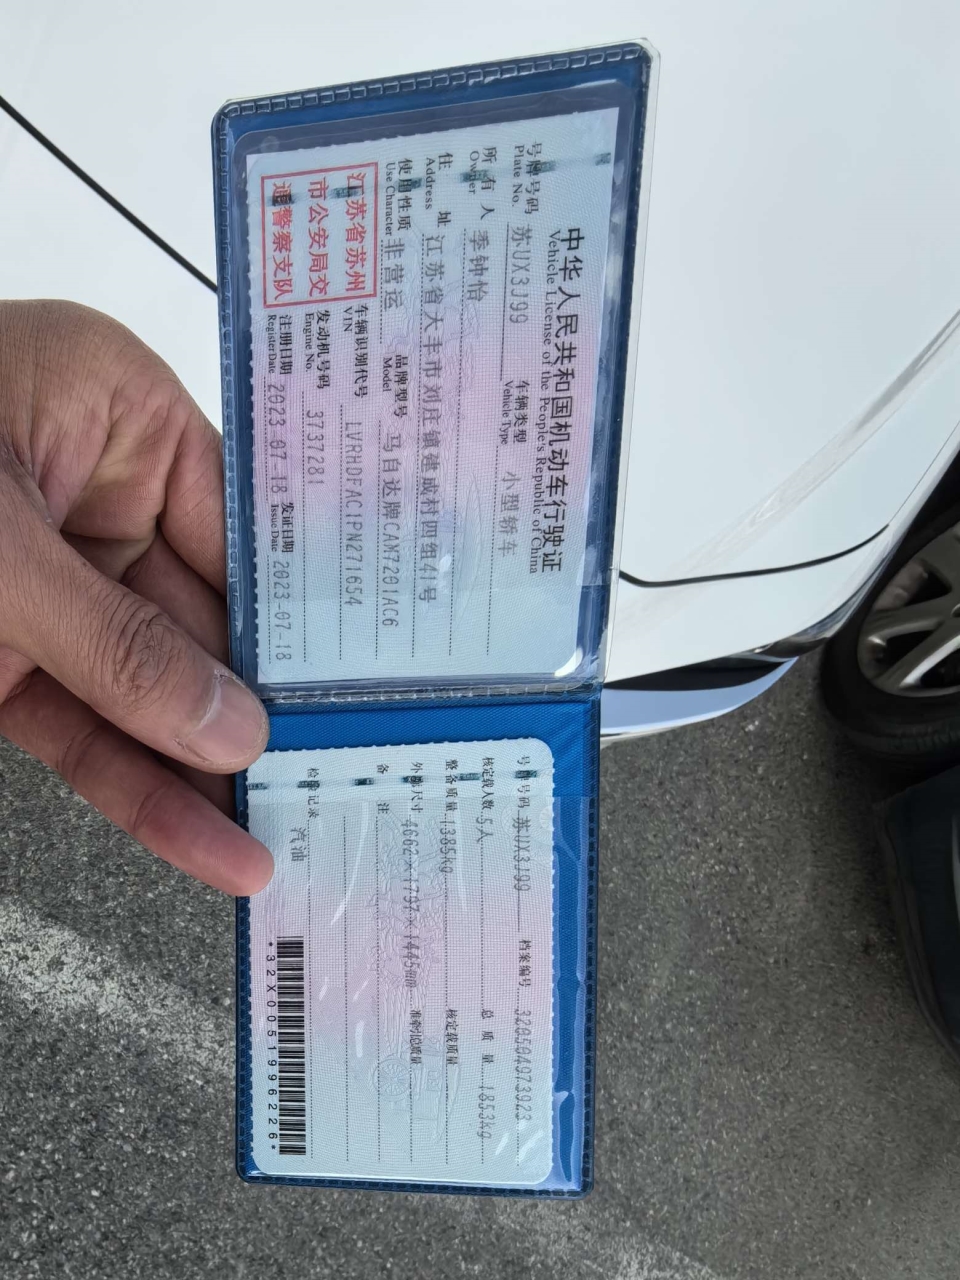 中华人民共和国机动车行驶证
Vehicle License of the People's Republic of China
号牌号码 苏UX3J99 车辆类型 小型轿车
Plate No. Vehicle Type
所有人 季钟怡
Owner
住址 江苏省大丰市刘庄镇建成村四组41号
Address
使用性质 非营运 品牌型号 马自达牌CAM7201AC6
Use Character Model
江苏省苏州
市公安局交
通警察支队
车辆识别代号 LVRHDFAC1PN271654
VIN
发动机号码 3737281
Engine No.
注册日期 2023-07-18 发证日期 2023-07-18
Register Date Issue Date
号牌号码 苏UX3J99 档案编号 320504973923
核定载人数 5人 总质量 1853kg
整备质量 1385kg 核定载质量
外廓尺寸 4662×1797×1445mm 准牵引总质量
备注
检验记录
汽油
*32X0051996226*